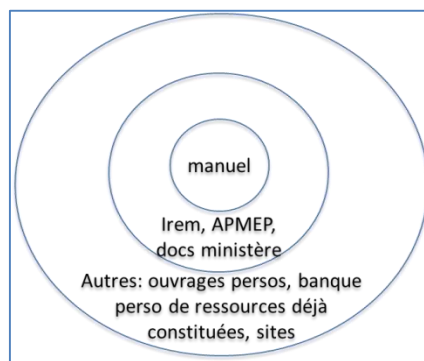 manuel
Irem, APMEP,
docs ministère
Autres: ouvrages persos, banque
perso de ressources déjà
constituées, sites